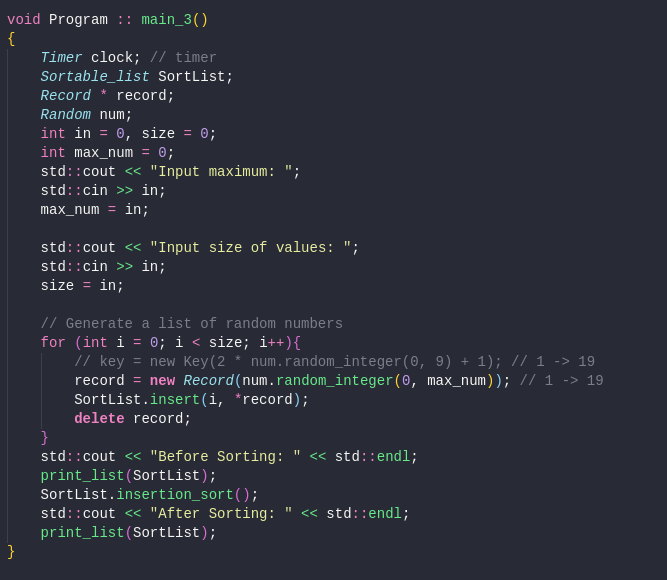 void Program :: main_3()
{
    Timer clock; // timer
    Sortable_list SortList;
    Record * record;
    Random num;
    int in = 0, size = 0;
    int max_num = 0;
    std::cout << "Input maximum: ";
    std::cin >> in;
    max_num = in;

    std::cout << "Input size of values: ";
    std::cin >> in;
    size = in;

    // Generate a list of random numbers
    for (int i = 0; i < size; i++){
        // key = new Key(2 * num.random_integer(0, 9) + 1); // 1 -> 19
        record = new Record(num.random_integer(0, max_num)); // 1 -> 19
        SortList.insert(i, *record);
        delete record;
    }
    std::cout << "Before Sorting: " << std::endl;
    print_list(SortList);
    SortList.insertion_sort();
    std::cout << "After Sorting: " << std::endl;
    print_list(SortList);
}